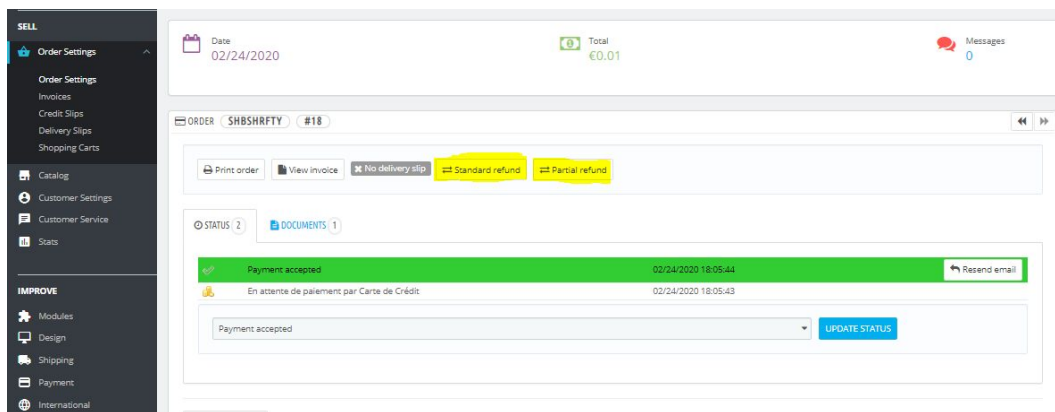 SELL
Order Settings
Order Settings
Invoices
Credit Slips
Delivery Slips
Shopping Carts
Catalog
Customer Settings
Customer Service
Stats
IMPROVE
Modules
Design
Shipping
Payment
International
Date
02/24/2020
Total
€0.01
Messages
0
ORDER SHBSHRFTY #18
Print order View invoice No delivery slip Standard refund Partial refund
STATUS 2 DOCUMENTS 1
Payment accepted 02/24/2020 18:05:44 Resend email
En attente de paiement par Carte de Crédit 02/24/2020 18:05:43
Payment accepted UPDATE STATUS